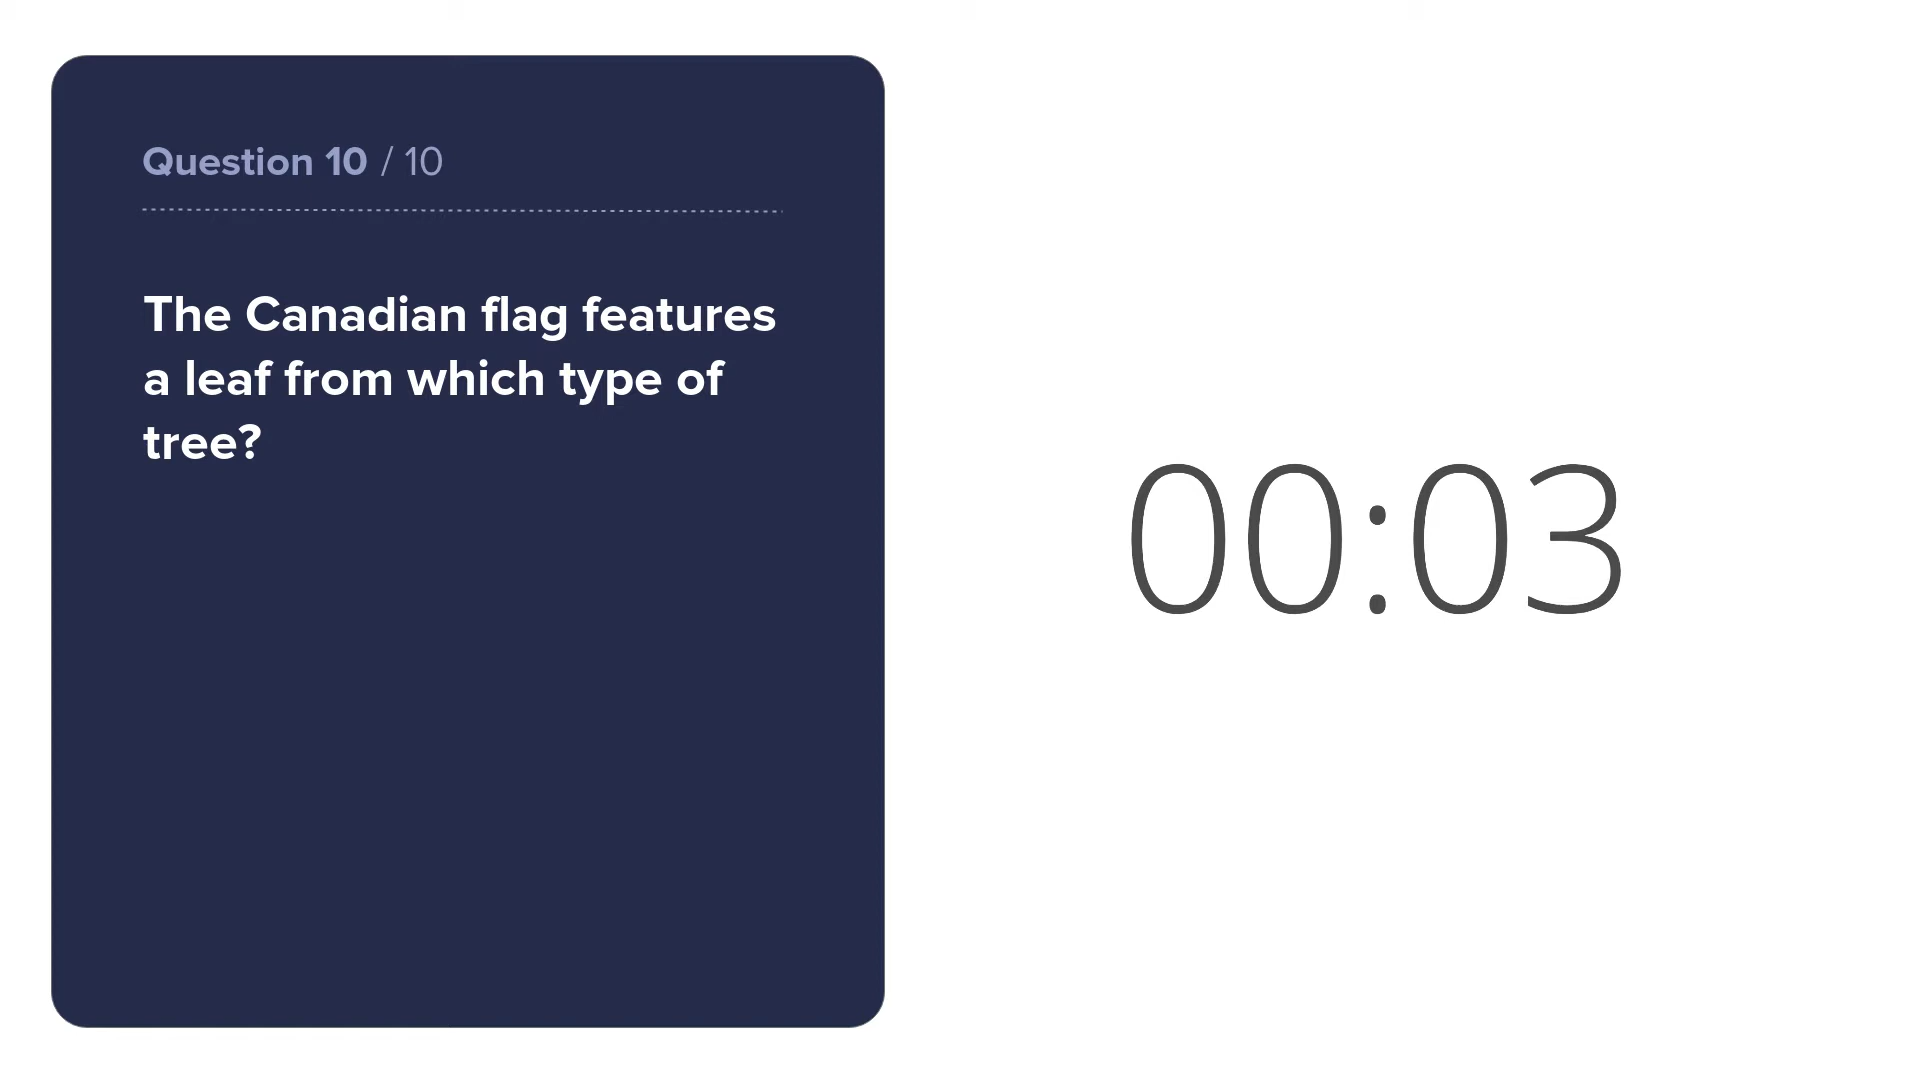 Question 10 / 10
The Canadian flag features
a leaf from which type of
tree?
00:03